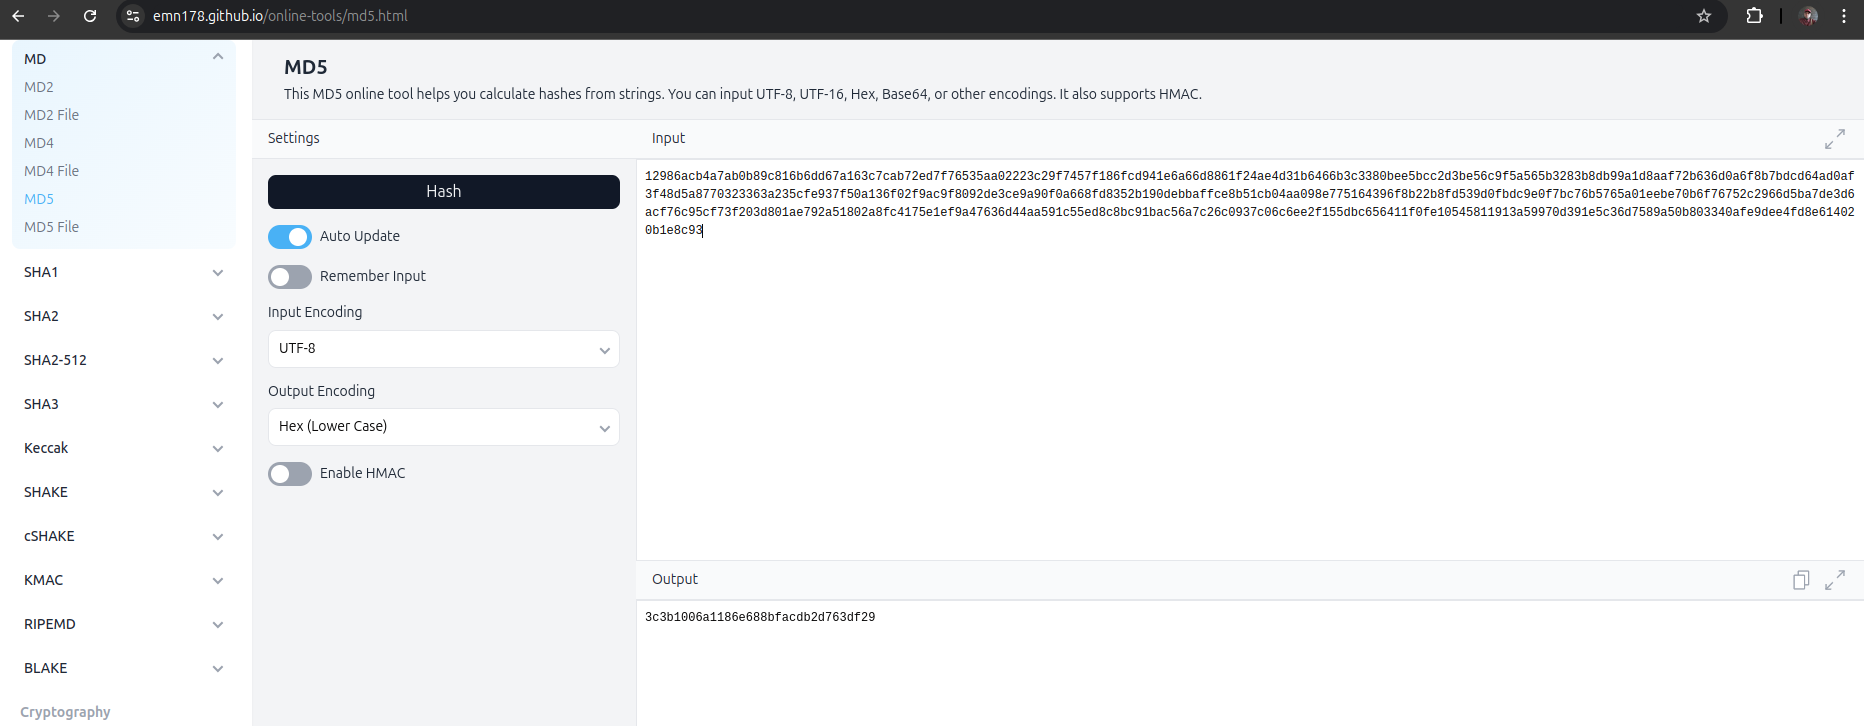 emn178.github.io/online-tools/md5.html
MD
MD2
MD2 File
MD4
MD4 File
MD5
MD5 File
SHA1
SHA2
SHA2-512
SHA3
Keccak
SHAKE
cSHAKE
KMAC
RIPEMD
BLAKE
Cryptography
MD5
This MD5 online tool helps you calculate hashes from strings. You can input UTF-8, UTF-16, Hex, Base64, or other encodings. It also supports HMAC.
Settings
Hash
Auto Update
Remember Input
Input Encoding
UTF-8
Output Encoding
Hex (Lower Case)
Enable HMAC
Input
12986acb4a7ab0b89c816b6dd67a163c7cab72ed7f76535aa02223c29f7457f186fcd941e6a66d8861f24ae4d31b6466b3c3380bee5bcc2d3be56c9f5a565b3283b8db99a1d8aaf72b636d0a6f8b7bdcd64ad0af
3f48d5a8770323363a235cfe937f50a136f02f9ac9f8092de3ce9a90f0a668fd8352b190debbaffce8b51cb04aa098e775164396f8b22b8fd539d0fbdc9e0f7bc76b5765a01eebe70b6f76752c2966d5ba7de3d6
acf76c95cf73f203d801ae792a51802a8fc4175e1ef9a47636d44aa591c55ed8c8bc91bac56a7c26c0937c06c6ee2f155dbc656411f0fe10545811913a59970d391e5c36d7589a50b803340afe9dee4fd8e61402
0b1e8c93
Output
3c3b1006a1186e688bfacdb2d763df29